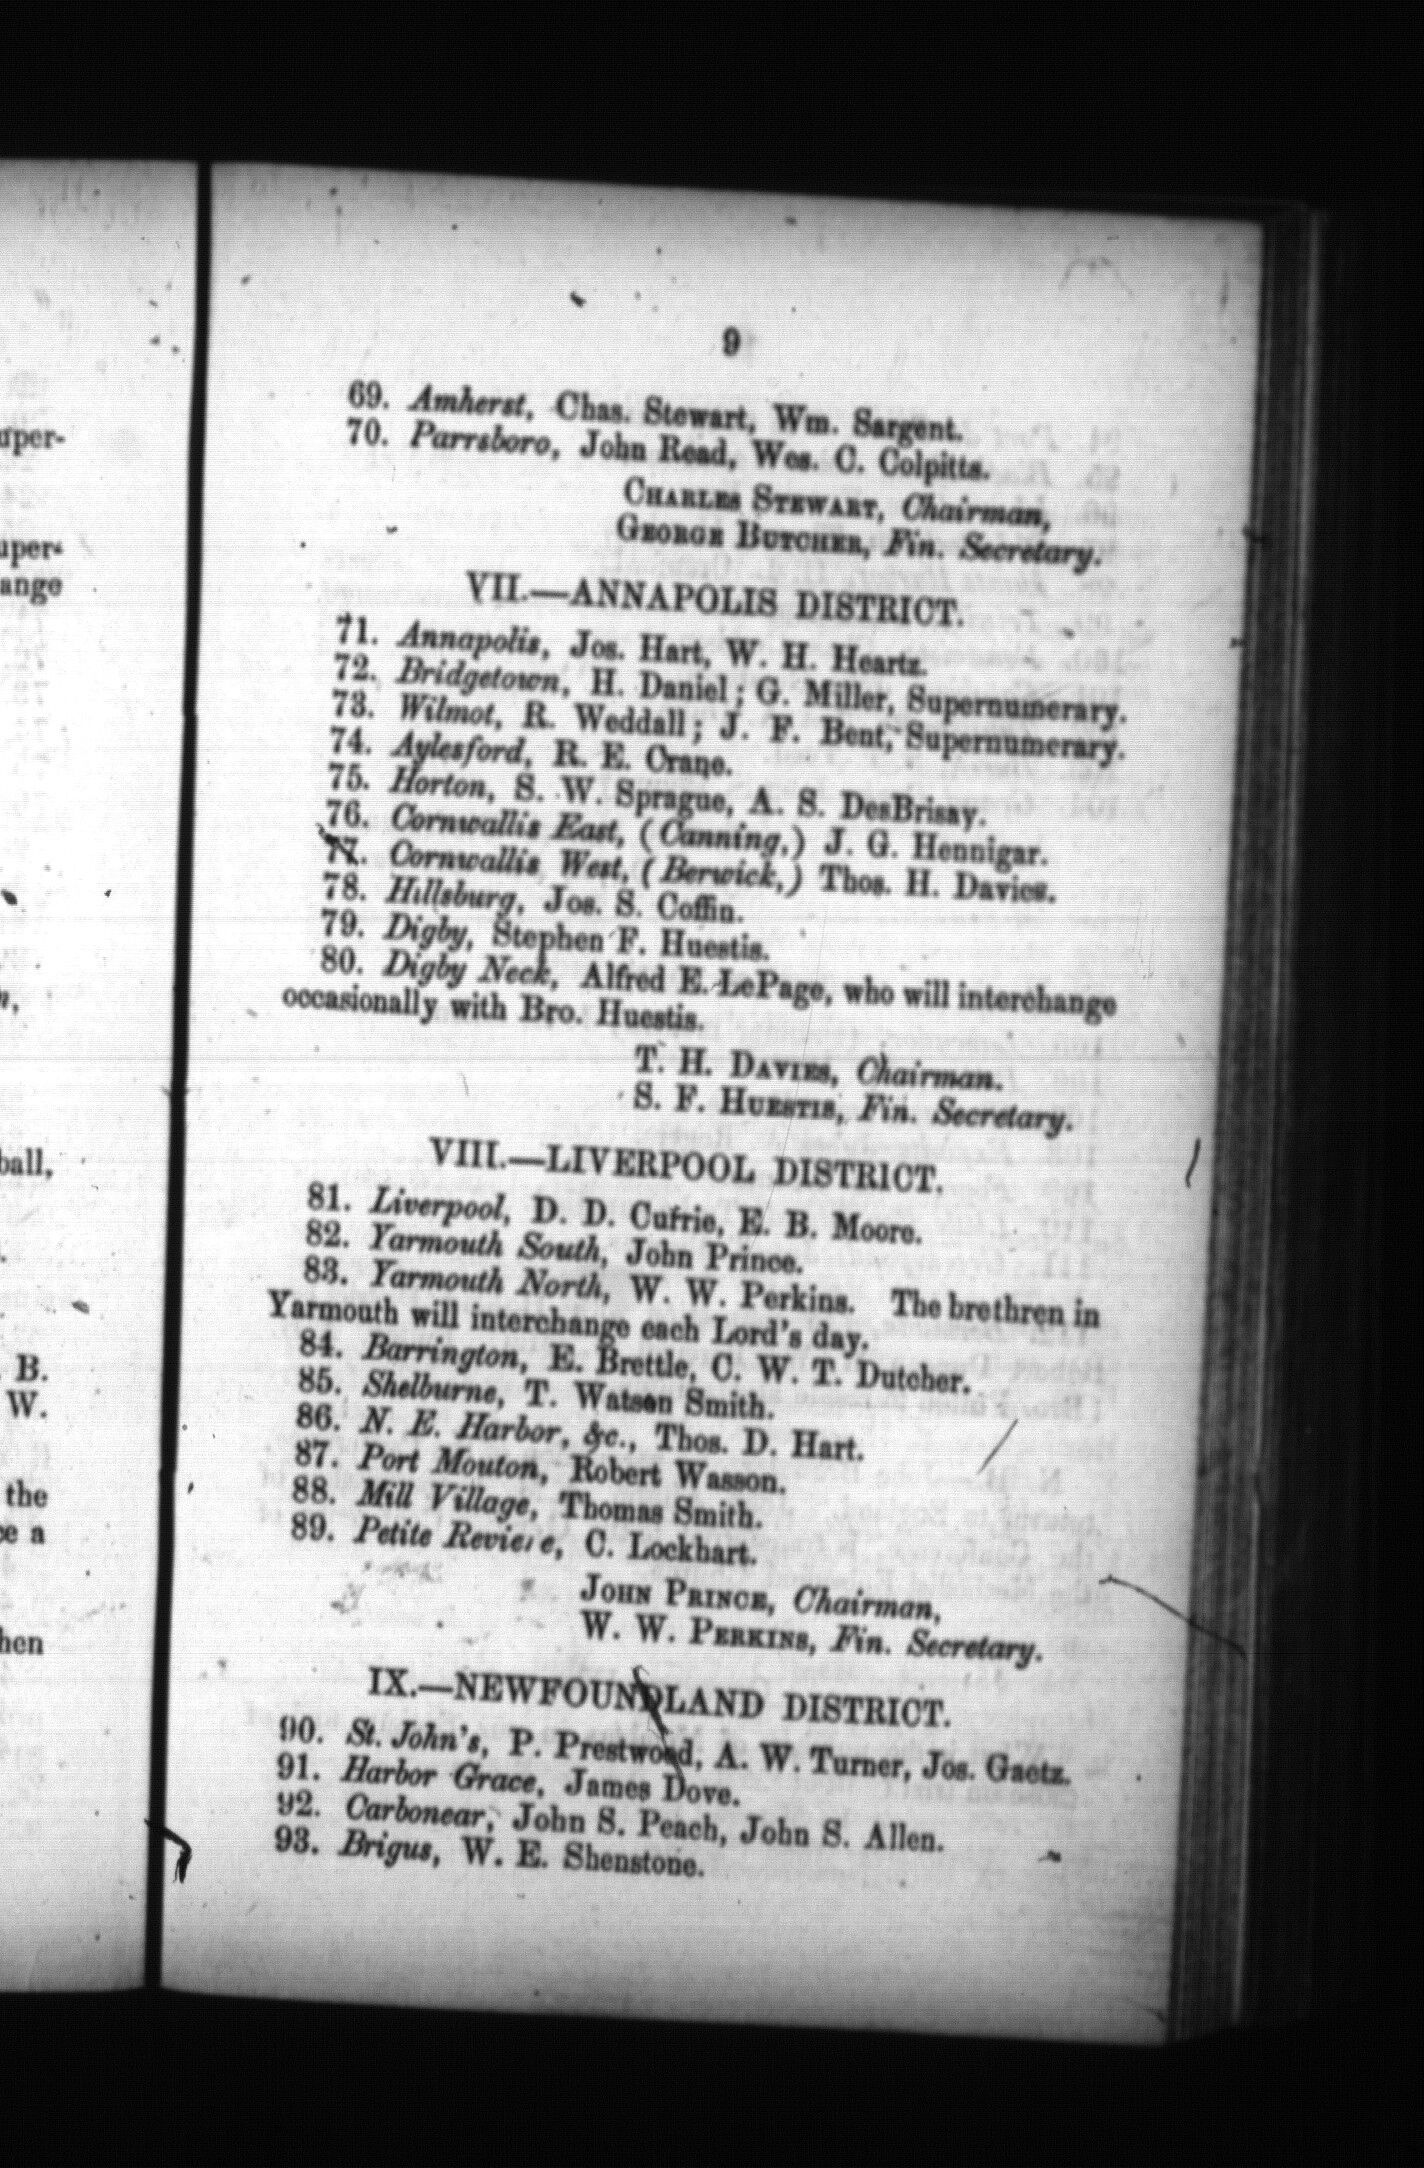 9
69. Amherst, Chas. Stewart, Wm. Sargent.
70. Parrsboro, John Read, Wes. C. Colpitts.
CHARLES STEWART, Chairman,
GEORGE BUTCHER, Fin. Secretary.
VII.—ANNAPOLIS DISTRICT.
71. Annapolis, Jos. Hart, W. H. Heartz.
72. Bridgetown, H. Daniel; G. Miller, Supernumerary.
73. Wilmot, R. Weddall; J. F. Bent, Supernumerary.
74. Aylesford, R. E. Crane.
75. Horton, S. W. Sprague, A. S. DesBrisay.
76. Cornwallis East, (Canning,) J. G. Hennigar.
77. Cornwallis West, (Berwick,) Thos. H. Davies.
78. Hillsburg, Jos. S. Coffin.
79. Digby, Stephen F. Huestis.
80. Digby Neck, Alfred E. LePage, who will interchange
occasionally with Bro. Huestis.
T. H. DAVIES, Chairman.
S. F. HUESTIS, Fin. Secretary.
VIII.—LIVERPOOL DISTRICT.
81. Liverpool, D. D. Currie, E. B. Moore.
82. Yarmouth South, John Prince.
83. Yarmouth North, W. W. Perkins. The brethren in
Yarmouth will interchange each Lord's day.
84. Barrington, E. Brettle, C. W. T. Dutcher.
85. Shelburne, T. Watson Smith.
86. N. E. Harbor, &c., Thos. D. Hart.
87. Port Mouton, Robert Wasson.
88. Mill Village, Thomas Smith.
89. Petite Reviere, C. Lockhart.
JOHN PRINCE, Chairman,
W. W. PERKINS, Fin. Secretary.
IX.—NEWFOUNDLAND DISTRICT.
90. St. John's, P. Prestwood, A. W. Turner, Jos. Gaetz.
91. Harbor Grace, James Dove.
92. Carbonear, John S. Peach, John S. Allen.
93. Brigus, W. E. Shenstone.